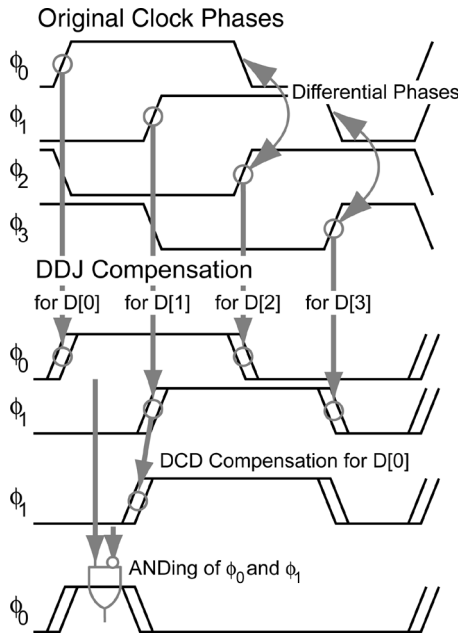 Original Clock Phases
ϕ0
Differential Phases
ϕ1
ϕ2
ϕ3
DDJ Compensation
for D[0] for D[1] for D[2] for D[3]
ϕ0
ϕ1
DCD Compensation for D[0]
ϕ1
ANDing of ϕ0 and ϕ1
ϕ0